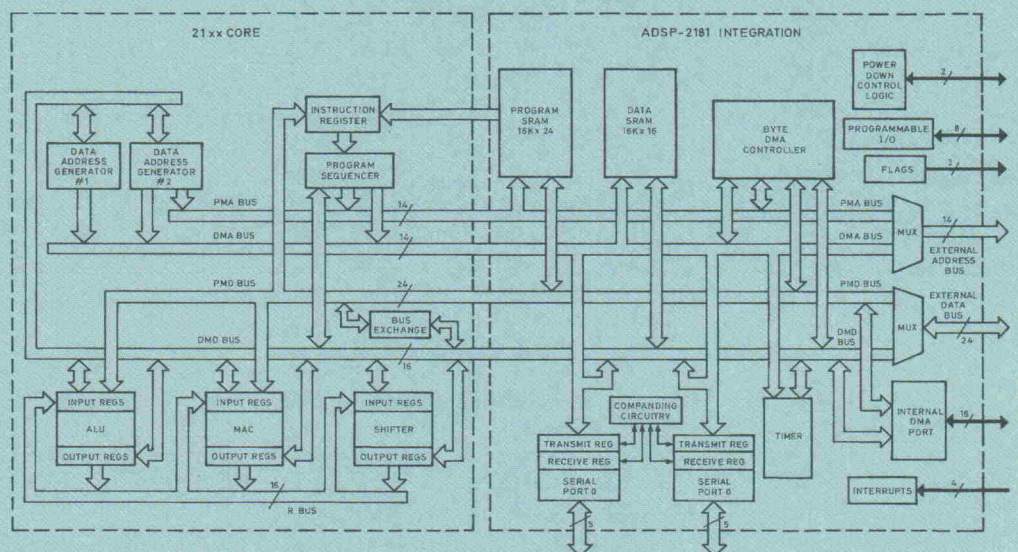 21xx CORE
ADSP-2181 INTEGRATION
INSTRUCTION
REGISTER
PROGRAM
SEQUENCER
DATA
ADDRESS
GENERATOR
#1
DATA
ADDRESS
GENERATOR
#2
PROGRAM
SRAM
16K x 24
DATA
SRAM
16K x 16
BYTE
DMA
CONTROLLER
POWER
DOWN
CONTROL
LOGIC
2
PROGRAMMABLE
I/O
8
FLAGS
3
PMA BUS
14
PMA BUS
DMA BUS
14
DMA BUS
MUX
14
EXTERNAL
ADDRESS
BUS
PMD BUS
24
PMD BUS
BUS
EXCHANGE
DMD BUS
16
DMD
BUS
MUX
EXTERNAL
DATA
BUS
24
INPUT REGS
ALU
OUTPUT REGS
INPUT REGS
MAC
OUTPUT REGS
INPUT REGS
SHIFTER
OUTPUT REGS
16
R BUS
COMPANDING
CIRCUITRY
TRANSMIT REG
RECEIVE REG
SERIAL
PORT 0
5
TRANSMIT REG
RECEIVE REG
SERIAL
PORT 0
5
TIMER
INTERNAL
DMA
PORT
16
INTERRUPTS
4